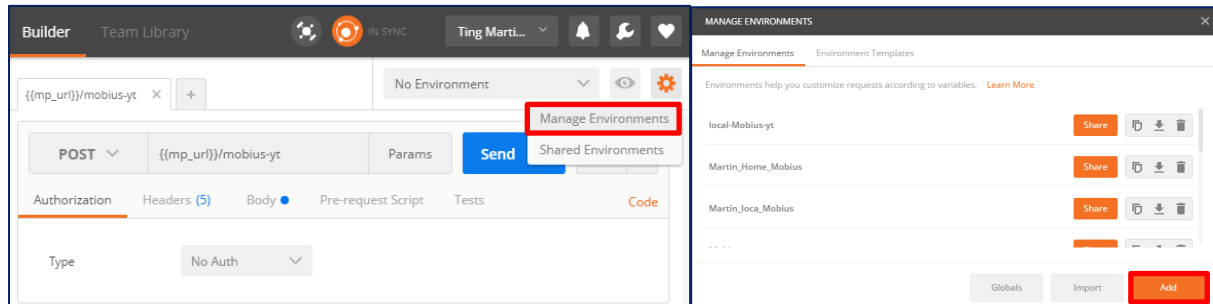 Builder Team Library IN SYNC Ting Marti...
{{mp_url}}/mobius-yt × + No Environment
Manage Environments
Shared Environments
POST {{mp_url}}/mobius-yt Params Send
Authorization Headers (5) Body Pre-request Script Tests Code
Type No Auth
MANAGE ENVIRONMENTS ×
Manage Environments Environment Templates
Environments help you customize requests according to variables. Learn More
local-Mobius-yt Share
Martin_Home_Mobius Share
Martin_loca_Mobius Share
Globals Import Add